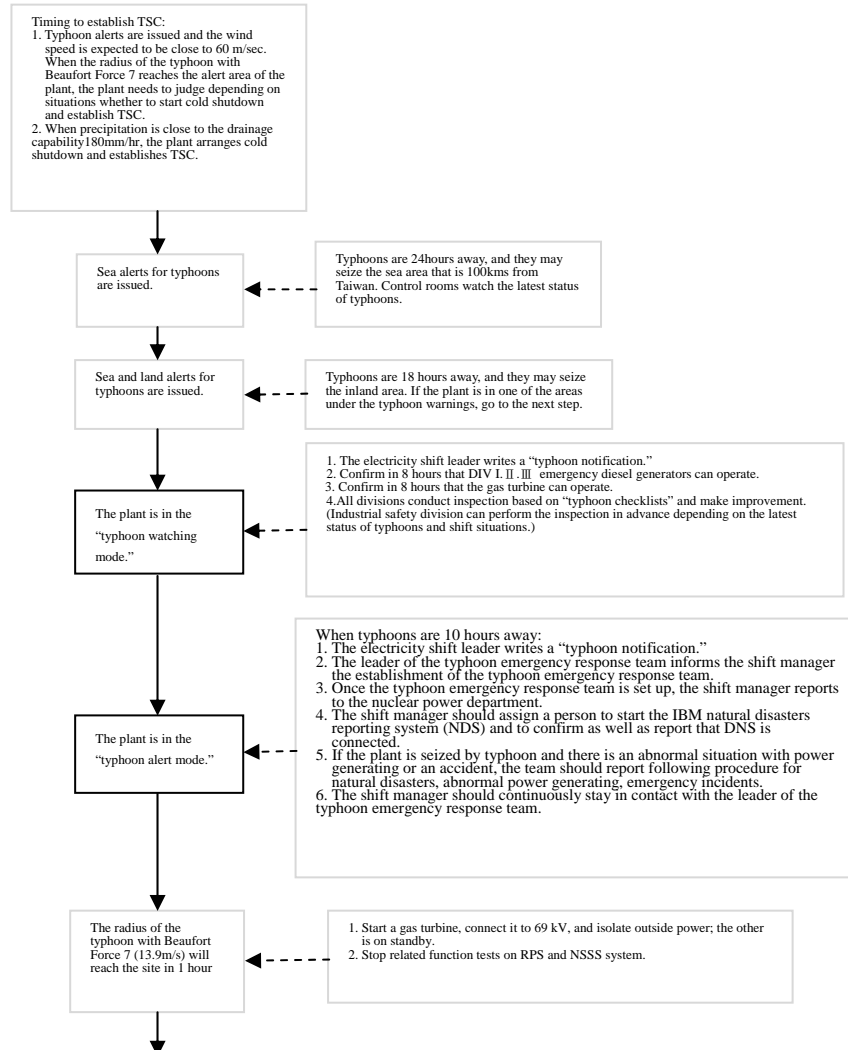 Timing to establish TSC:
1. Typhoon alerts are issued and the wind
speed is expected to be close to 60 m/sec.
When the radius of the typhoon with
Beaufort Force 7 reaches the alert area of the
plant, the plant needs to judge depending on
situations whether to start cold shutdown
and establish TSC.
2. When precipitation is close to the drainage
capability180mm/hr, the plant arranges cold
shutdown and establishes TSC.
Sea alerts for typhoons
are issued.
Typhoons are 24hours away, and they may
seize the sea area that is 100kms from
Taiwan. Control rooms watch the latest status
of typhoons.
Sea and land alerts for
typhoons are issued.
Typhoons are 18 hours away, and they may seize
the inland area. If the plant is in one of the areas
under the typhoon warnings, go to the next step.
The plant is in the
“typhoon watching
mode.”
1. The electricity shift leader writes a “typhoon notification.”
2. Confirm in 8 hours that DIV I.Ⅱ.Ⅲ emergency diesel generators can operate.
3. Confirm in 8 hours that the gas turbine can operate.
4.All divisions conduct inspection based on “typhoon checklists” and make improvement.
(Industrial safety division can perform the inspection in advance depending on the latest
status of typhoons and shift situations.)
The plant is in the
“typhoon alert mode.”
When typhoons are 10 hours away:
1. The electricity shift leader writes a “typhoon notification.”
2. The leader of the typhoon emergency response team informs the shift manager
the establishment of the typhoon emergency response team.
3. Once the typhoon emergency response team is set up, the shift manager reports
to the nuclear power department.
4. The shift manager should assign a person to start the IBM natural disasters
reporting system (NDS) and to confirm as well as report that DNS is
connected.
5. If the plant is seized by typhoon and there is an abnormal situation with power
generating or an accident, the team should report following procedure for
natural disasters, abnormal power generating, emergency incidents.
6. The shift manager should continuously stay in contact with the leader of the
typhoon emergency response team.
The radius of the
typhoon with Beaufort
Force 7 (13.9m/s) will
reach the site in 1 hour
1. Start a gas turbine, connect it to 69 kV, and isolate outside power; the other
is on standby.
2. Stop related function tests on RPS and NSSS system.